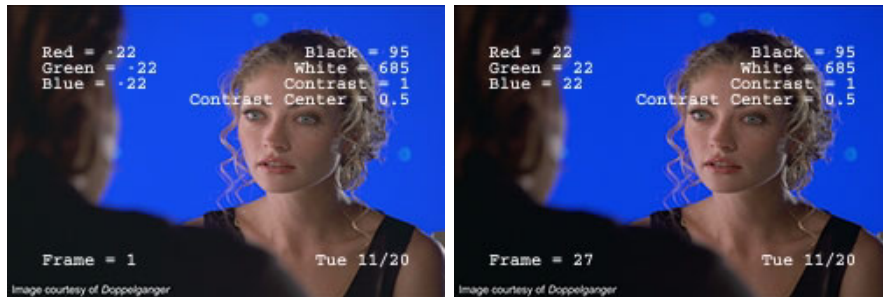 Red = -22
Green = -22
Blue = -22
Black = 95
White = 685
Contrast = 1
Contrast Center = 0.5
Frame = 1
Tue 11/20
Image courtesy of Doppelganger
Red = 22
Green = 22
Blue = 22
Black = 95
White = 685
Contrast = 1
Contrast Center = 0.5
Frame = 27
Tue 11/20
Image courtesy of Doppelganger